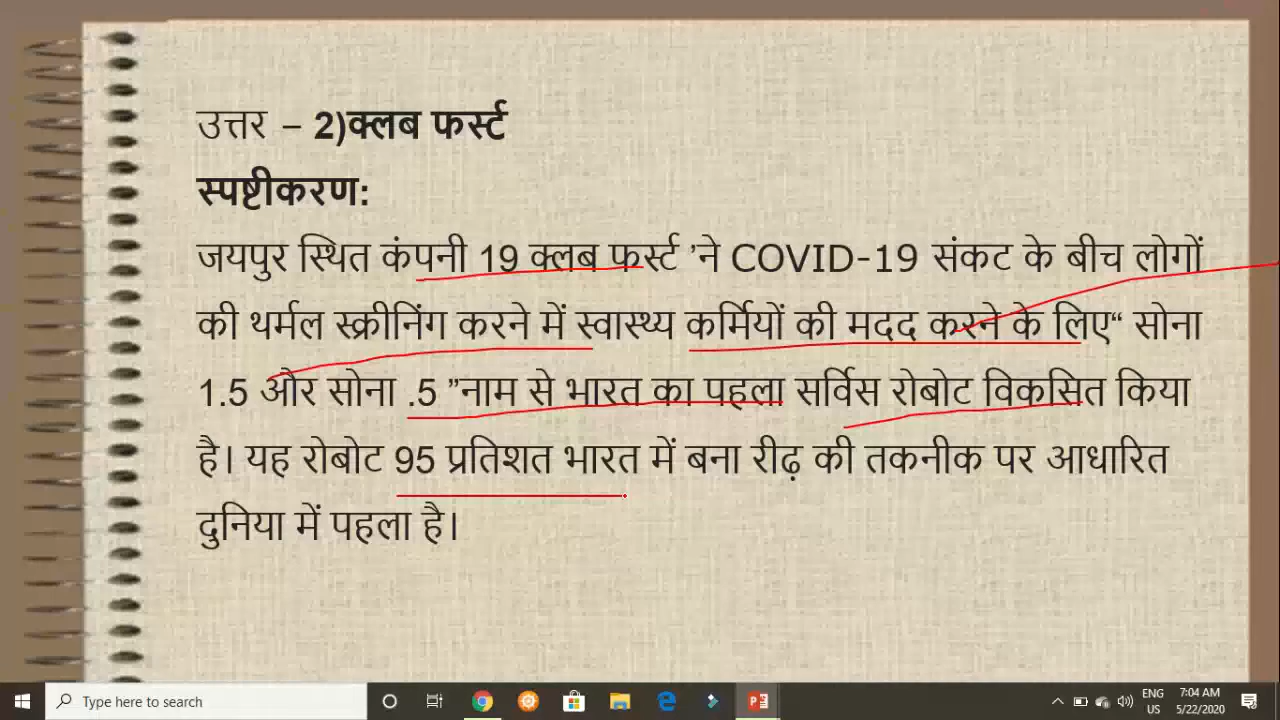 उत्तर – 2)क्लब फर्स्ट
स्पष्टीकरण:
जयपुर स्थित कंपनी 19 क्लब फर्स्ट ’ने COVID-19 संकट के बीच लोगों
की थर्मल स्क्रीनिंग करने में स्वास्थ्य कर्मियों की मदद करने के लिए“ सोना
1.5 और सोना .5 ”नाम से भारत का पहला सर्विस रोबोट विकसित किया
है। यह रोबोट 95 प्रतिशत भारत में बना रीढ़ की तकनीक पर आधारित
दुनिया में पहला है।
Type here to search
ENG
US
7:04 AM
5/22/2020